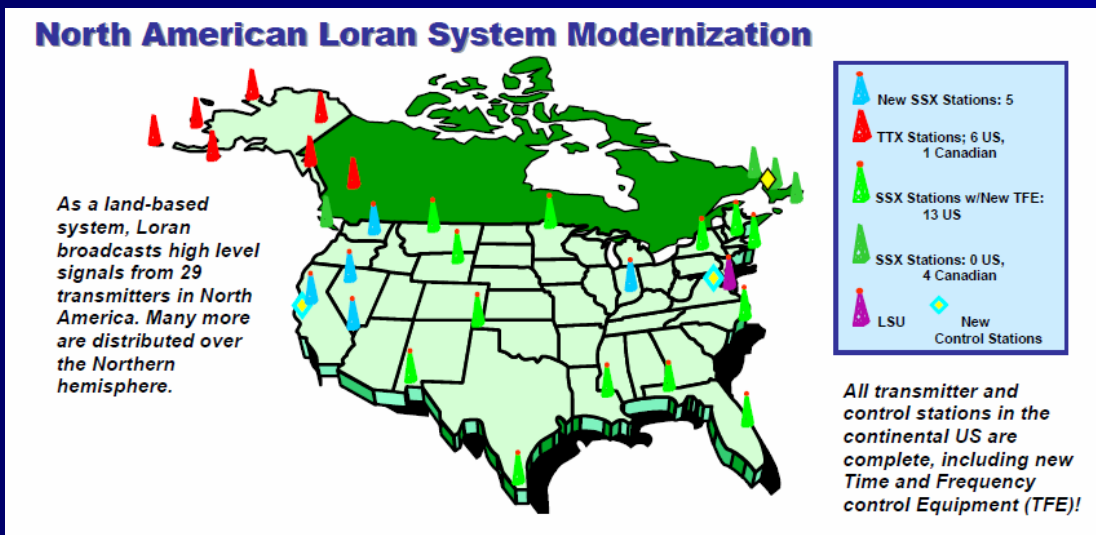 North American Loran System Modernization
As a land-based
system, Loran
broadcasts high level
signals from 29
transmitters in North
America. Many more
are distributed over
the Northern
hemisphere.
New SSX Stations: 5
TTX Stations; 6 US,
1 Canadian
SSX Stations w/New TFE:
13 US
SSX Stations: 0 US,
4 Canadian
LSU New
Control Stations
All transmitter and
control stations in the
continental US are
complete, including new
Time and Frequency
control Equipment (TFE)!